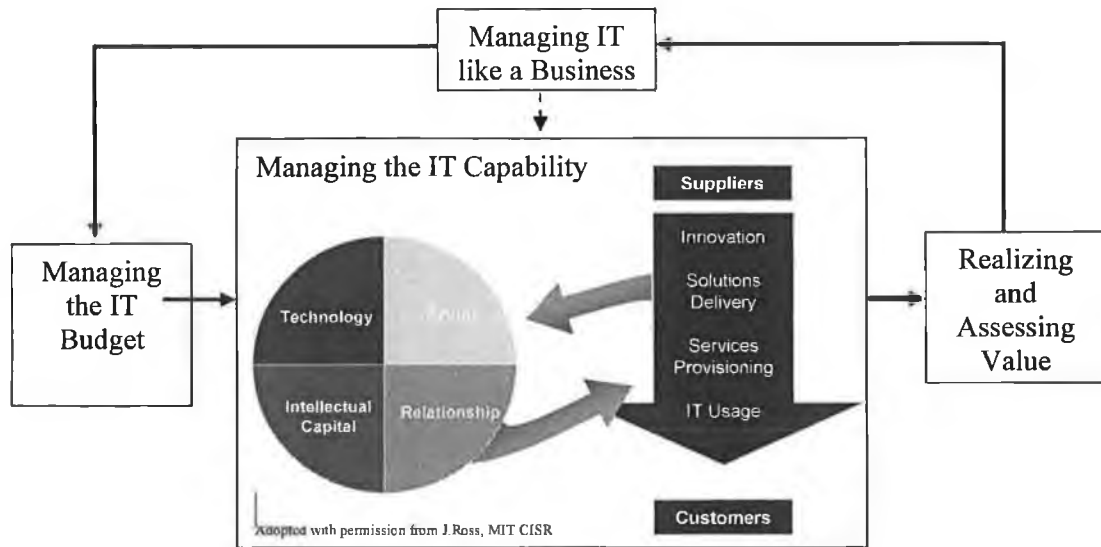 Managing IT
like a Business
Managing the IT Capability
Suppliers
Innovation
Solutions
Delivery
Services
Provisioning
IT Usage
Customers
Technology
Intellectual
Capital
Relationship
Managing
the IT
Budget
Realizing
and
Assessing
Value
Adopted with permission from J.Ross, MIT CISR